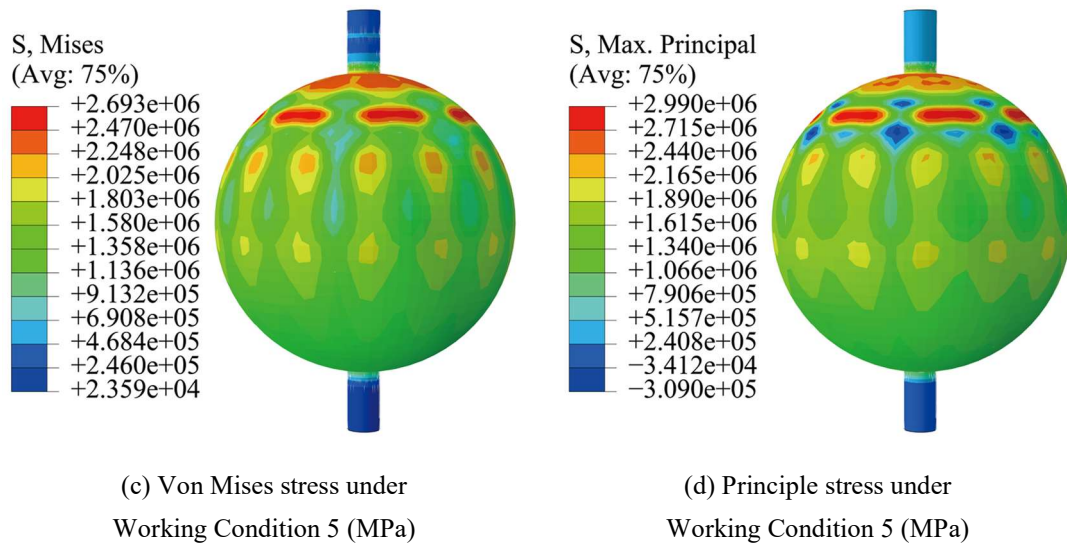 S, Mises
(Avg: 75%)
+2.693e+06
+2.470e+06
+2.248e+06
+2.025e+06
+1.803e+06
+1.580e+06
+1.358e+06
+1.136e+06
+9.132e+05
+6.908e+05
+4.684e+05
+2.460e+05
+2.359e+04
S, Max. Principal
(Avg: 75%)
+2.990e+06
+2.715e+06
+2.440e+06
+2.165e+06
+1.890e+06
+1.615e+06
+1.340e+06
+1.066e+06
+7.906e+05
+5.157e+05
+2.408e+05
−3.412e+04
−3.090e+05
(c) Von Mises stress under
Working Condition 5 (MPa)
(d) Principle stress under
Working Condition 5 (MPa)